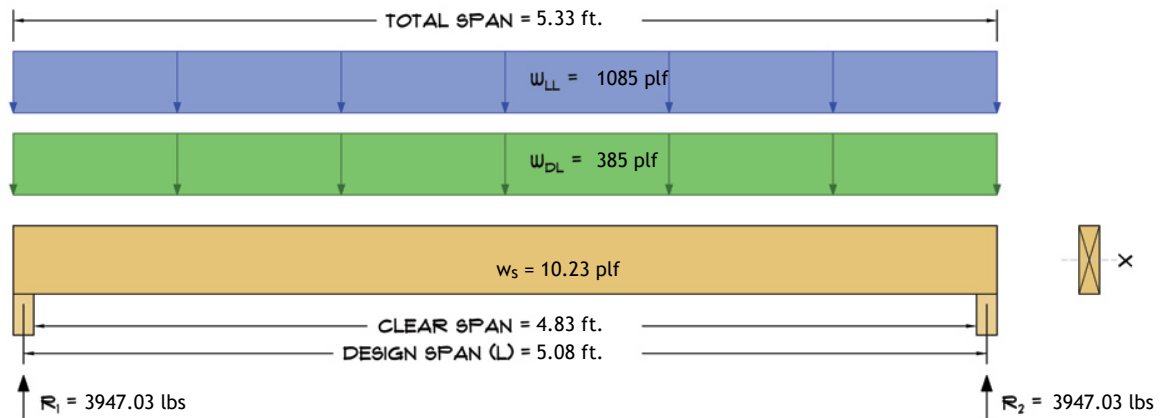 TOTAL SPAN = 5.33 ft.
wLL = 1085 plf
wDL = 385 plf
ws = 10.23 plf
X
CLEAR SPAN = 4.83 ft.
DESIGN SPAN (L) = 5.08 ft.
R1 = 3947.03 lbs
R2 = 3947.03 lbs